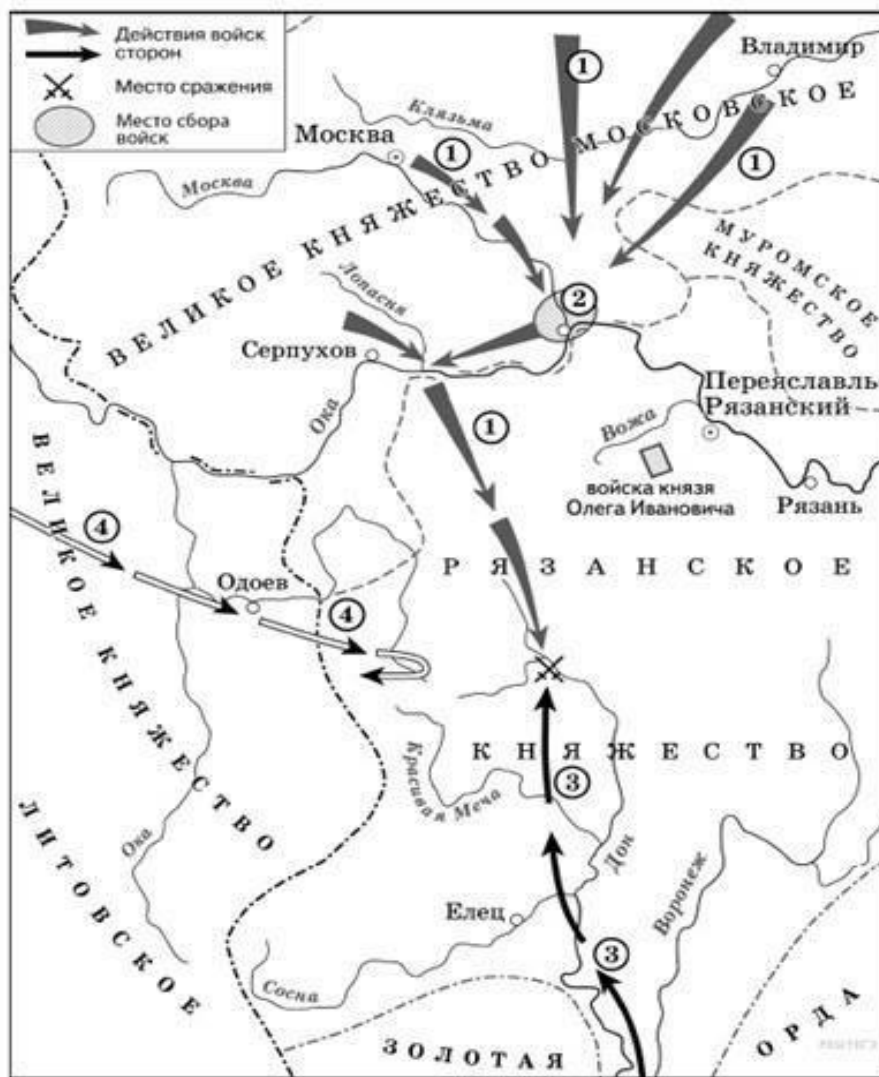 Действия войск
сторон
Место сражения
Место сбора
войск
Владимир
1
Клязьма
Москва
1
1
Москва
ВЕЛИКОЕ КНЯЖЕСТВО МОСКОВСКОЕ
МУРОМСКОЕ
КНЯЖЕСТВО
Лопасня
2
Серпухов
Ока
Переяславль
Рязанский
Вожа
1
войска князя
Олега Ивановича
Рязань
4
РЯЗАНСКОЕ
Одоев
4
КНЯЖЕСТВО
3
Красивая Меча
ВЕЛИКОЕ КНЯЖЕСТВО
ЛИТОВСКОЕ
Ока
Дон
Воронеж
Елец
3
Сосна
ЗОЛОТАЯ
ОРДА